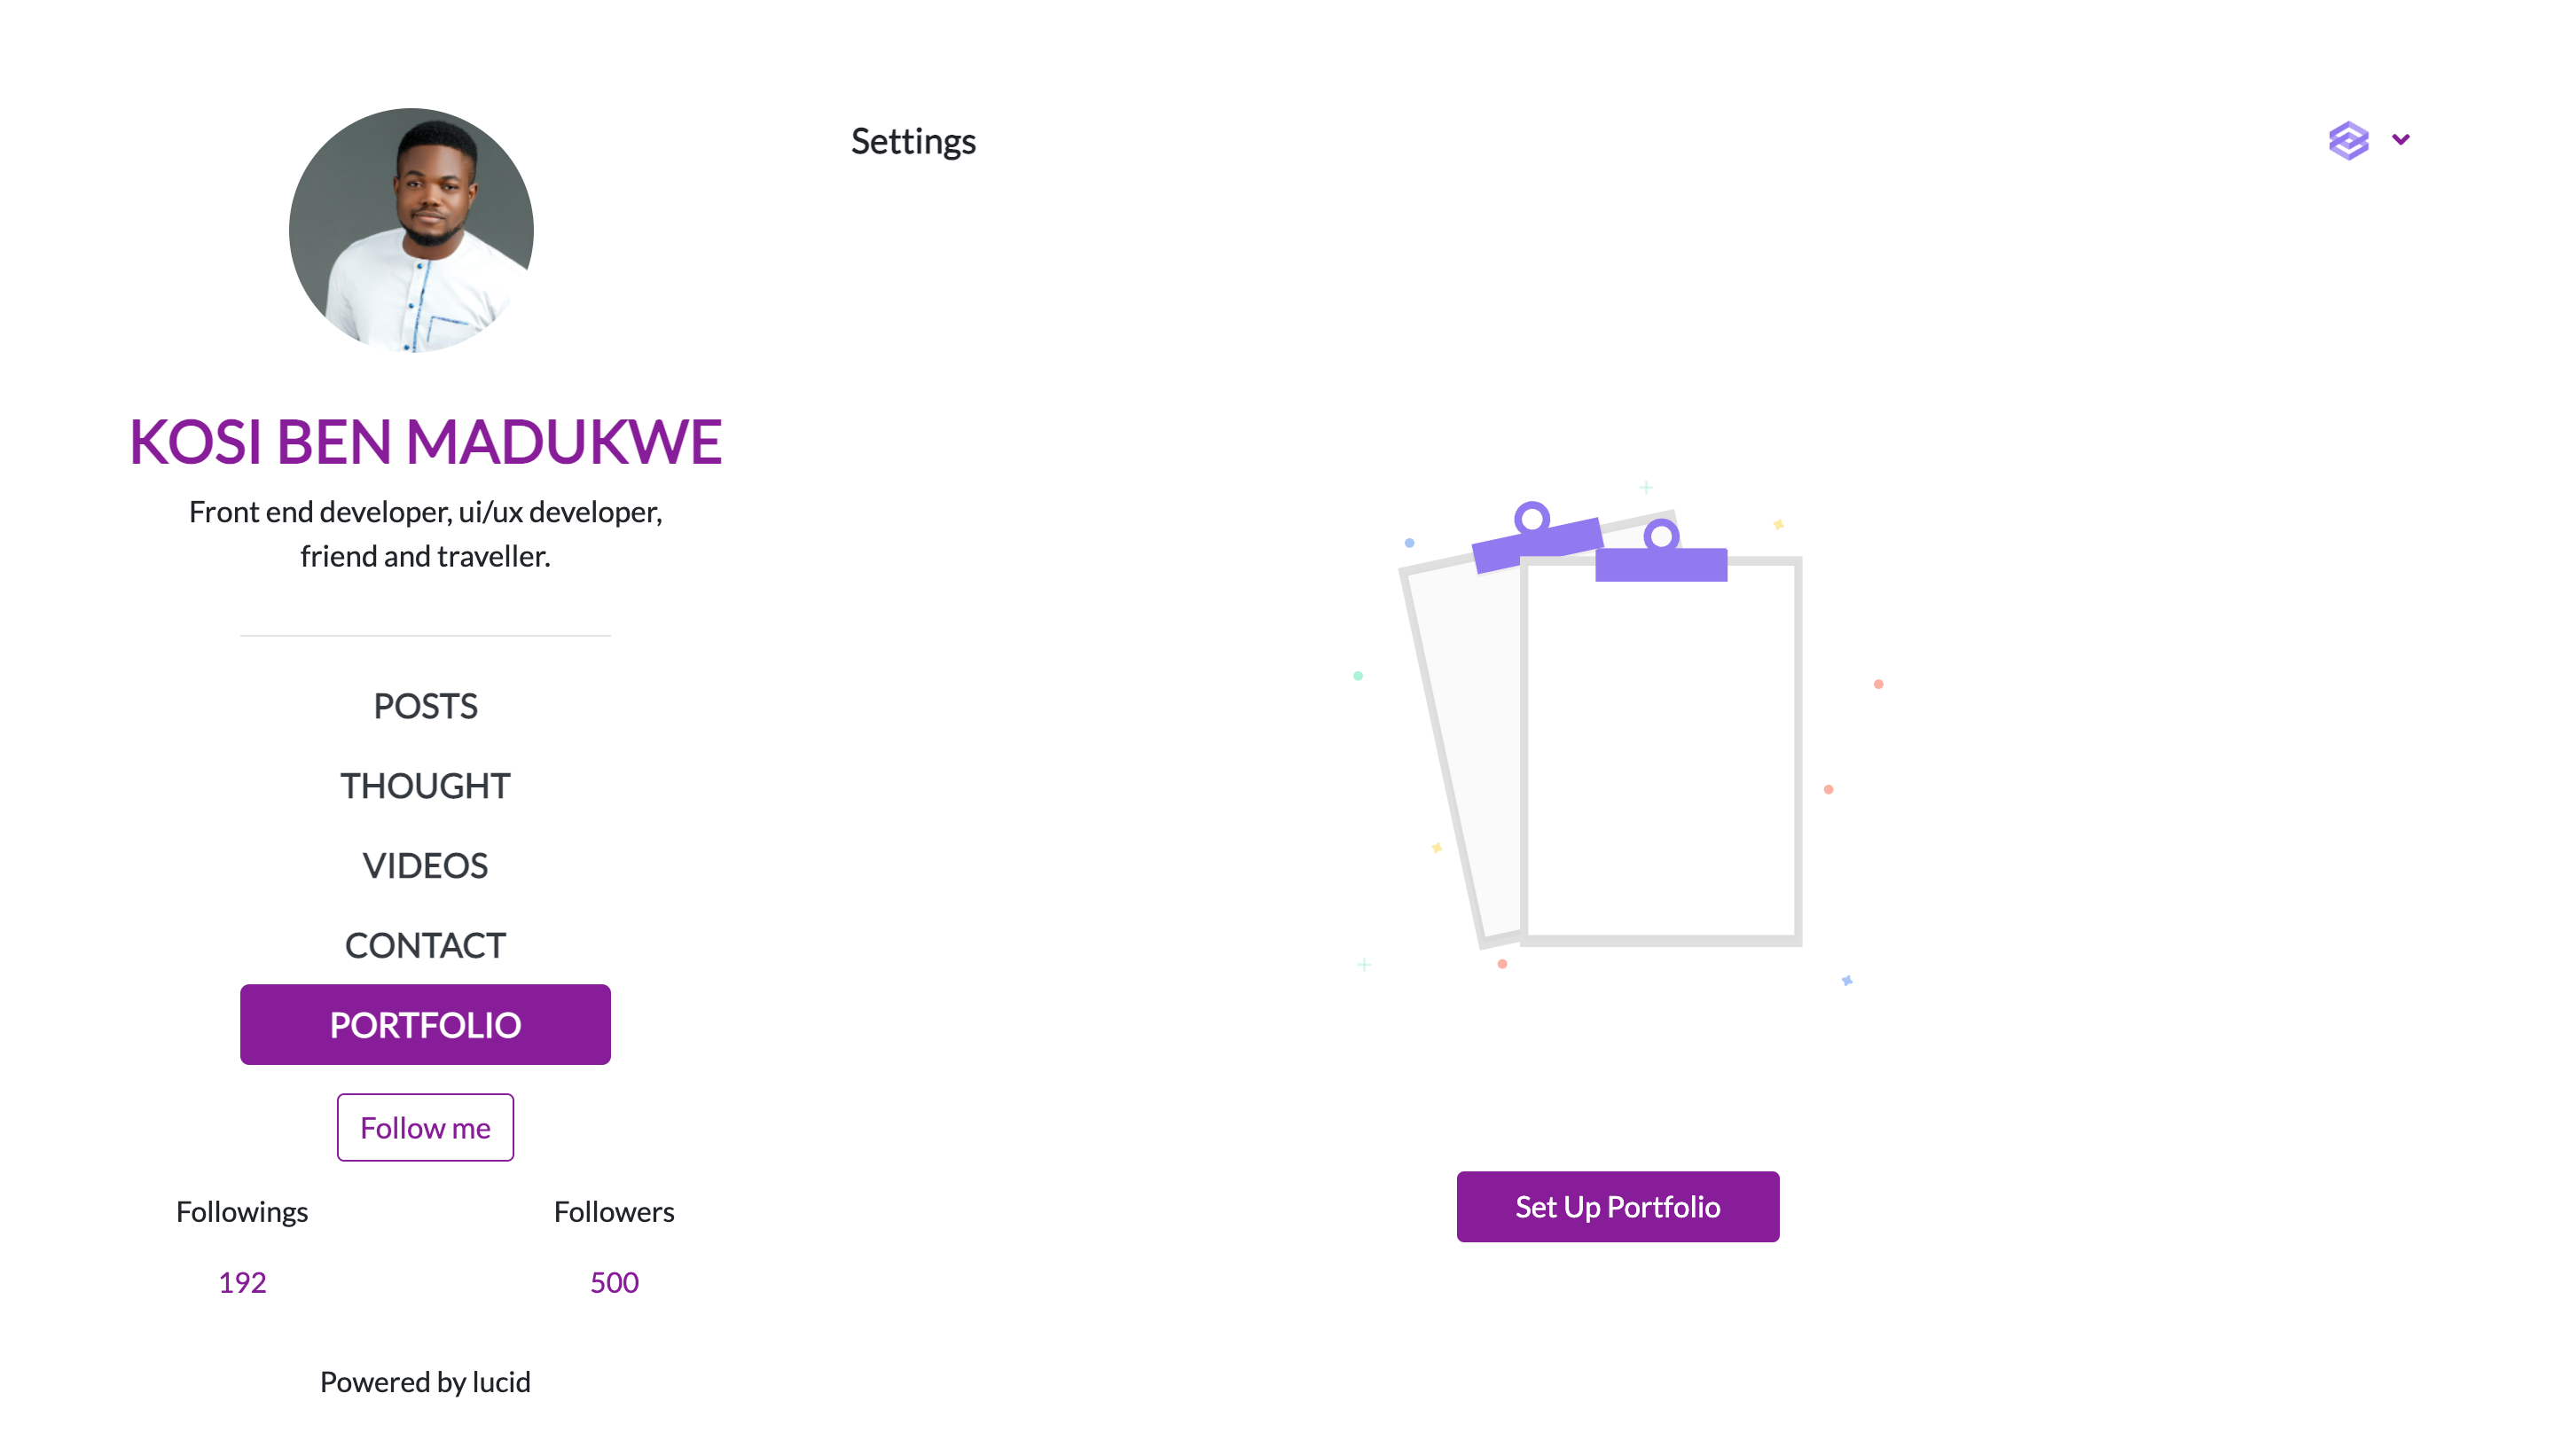 Settings
KOSI BEN MADUKWE
Front end developer, ui/ux developer,
friend and traveller.
POSTS
THOUGHT
VIDEOS
CONTACT
PORTFOLIO
Follow me
Followings
Followers
192
500
Powered by lucid
Set Up Portfolio